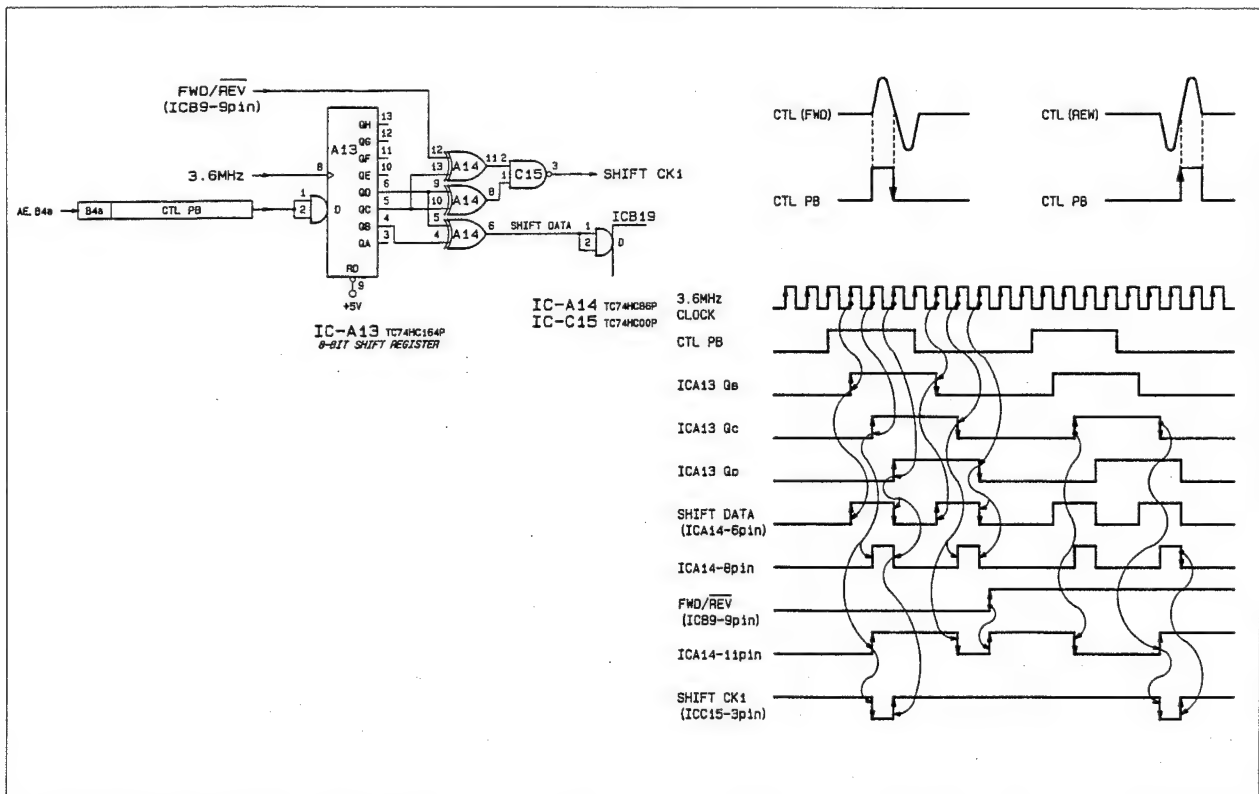 FWD/REV
(ICB9-9pin)
3.6MHz
AE, B4a
B4a
CTL PB
A13
QH 13
QG 12
QF 11
QE 10
QD 6
QC 5
QB 4
QA 3
8
1
2
D
RD
9
+5V
IC-A13 TC74HC164P
8-BIT SHIFT REGISTER
12
13
A14
11
9
10
A14
8
5
4
A14
6
2
1
C15
3
SHIFT CK1
SHIFT DATA
1
2
D
ICB19
IC-A14 TC74HC86P
IC-C15 TC74HC00P
CTL (FWD)
CTL PB
CTL (REW)
CTL PB
3.6MHz
CLOCK
CTL PB
ICA13 QB
ICA13 QC
ICA13 QD
SHIFT DATA
(ICA14-6pin)
ICA14-8pin
FWD/REV
(ICB9-9pin)
ICA14-11pin
SHIFT CK1
(ICC15-3pin)